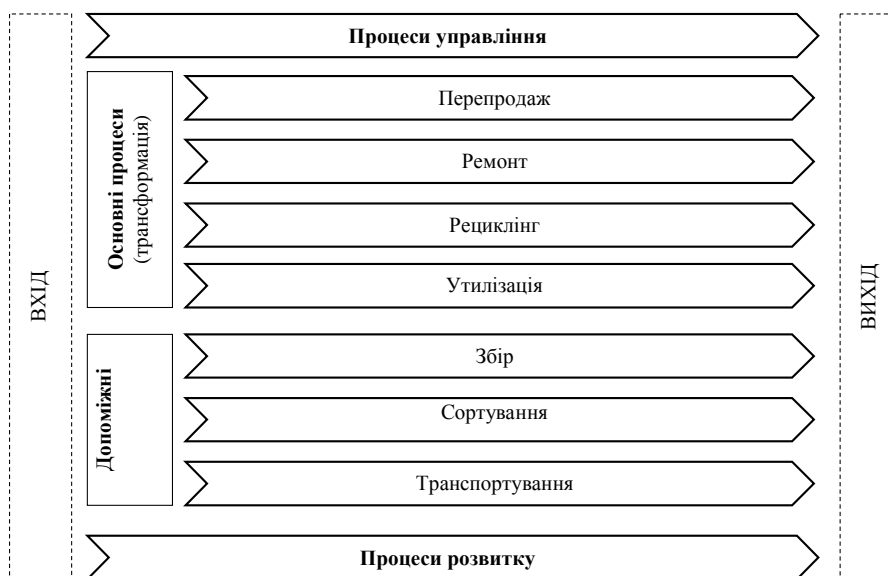 Процеси управління
ВХІД
Основні процеси
(трансформація)
Перепродаж
Ремонт
Рециклінг
Утилізація
ВИХІД
Допоміжні
Збір
Сортування
Транспортування
Процеси розвитку